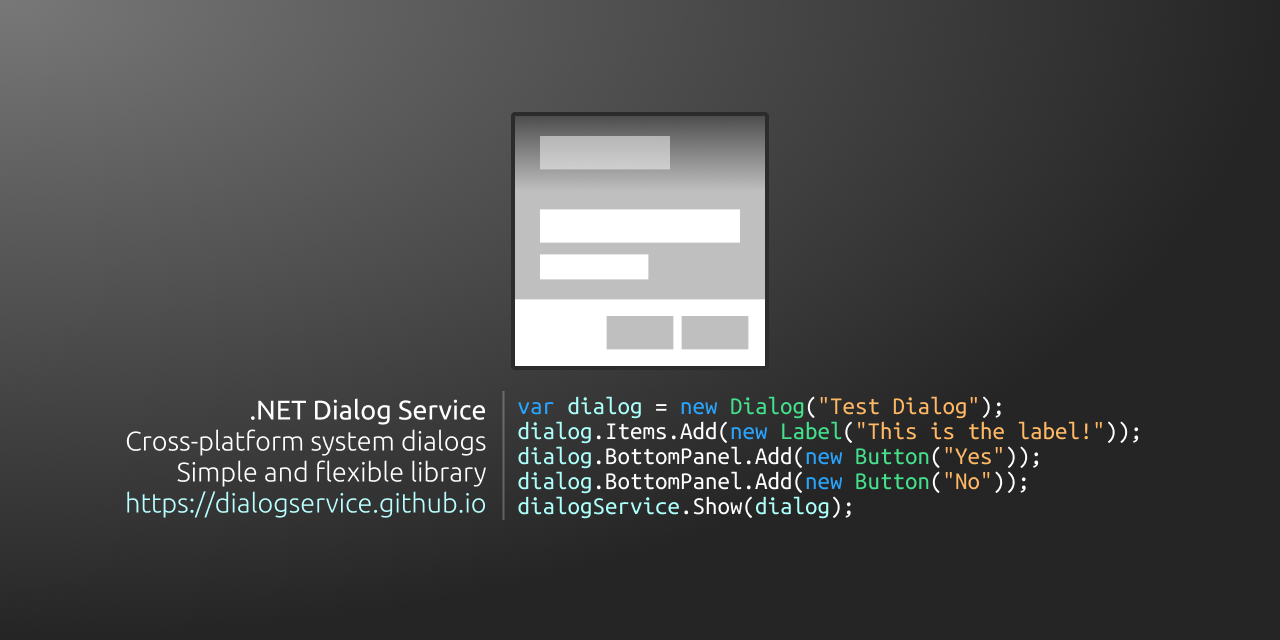 .NET Dialog Service
Cross-platform system dialogs
Simple and flexible library
https://dialogservice.github.io
var dialog = new Dialog("Test Dialog");
dialog.Items.Add(new Label("This is the label!"));
dialog.BottomPanel.Add(new Button("Yes"));
dialog.BottomPanel.Add(new Button("No"));
dialogService.Show(dialog);